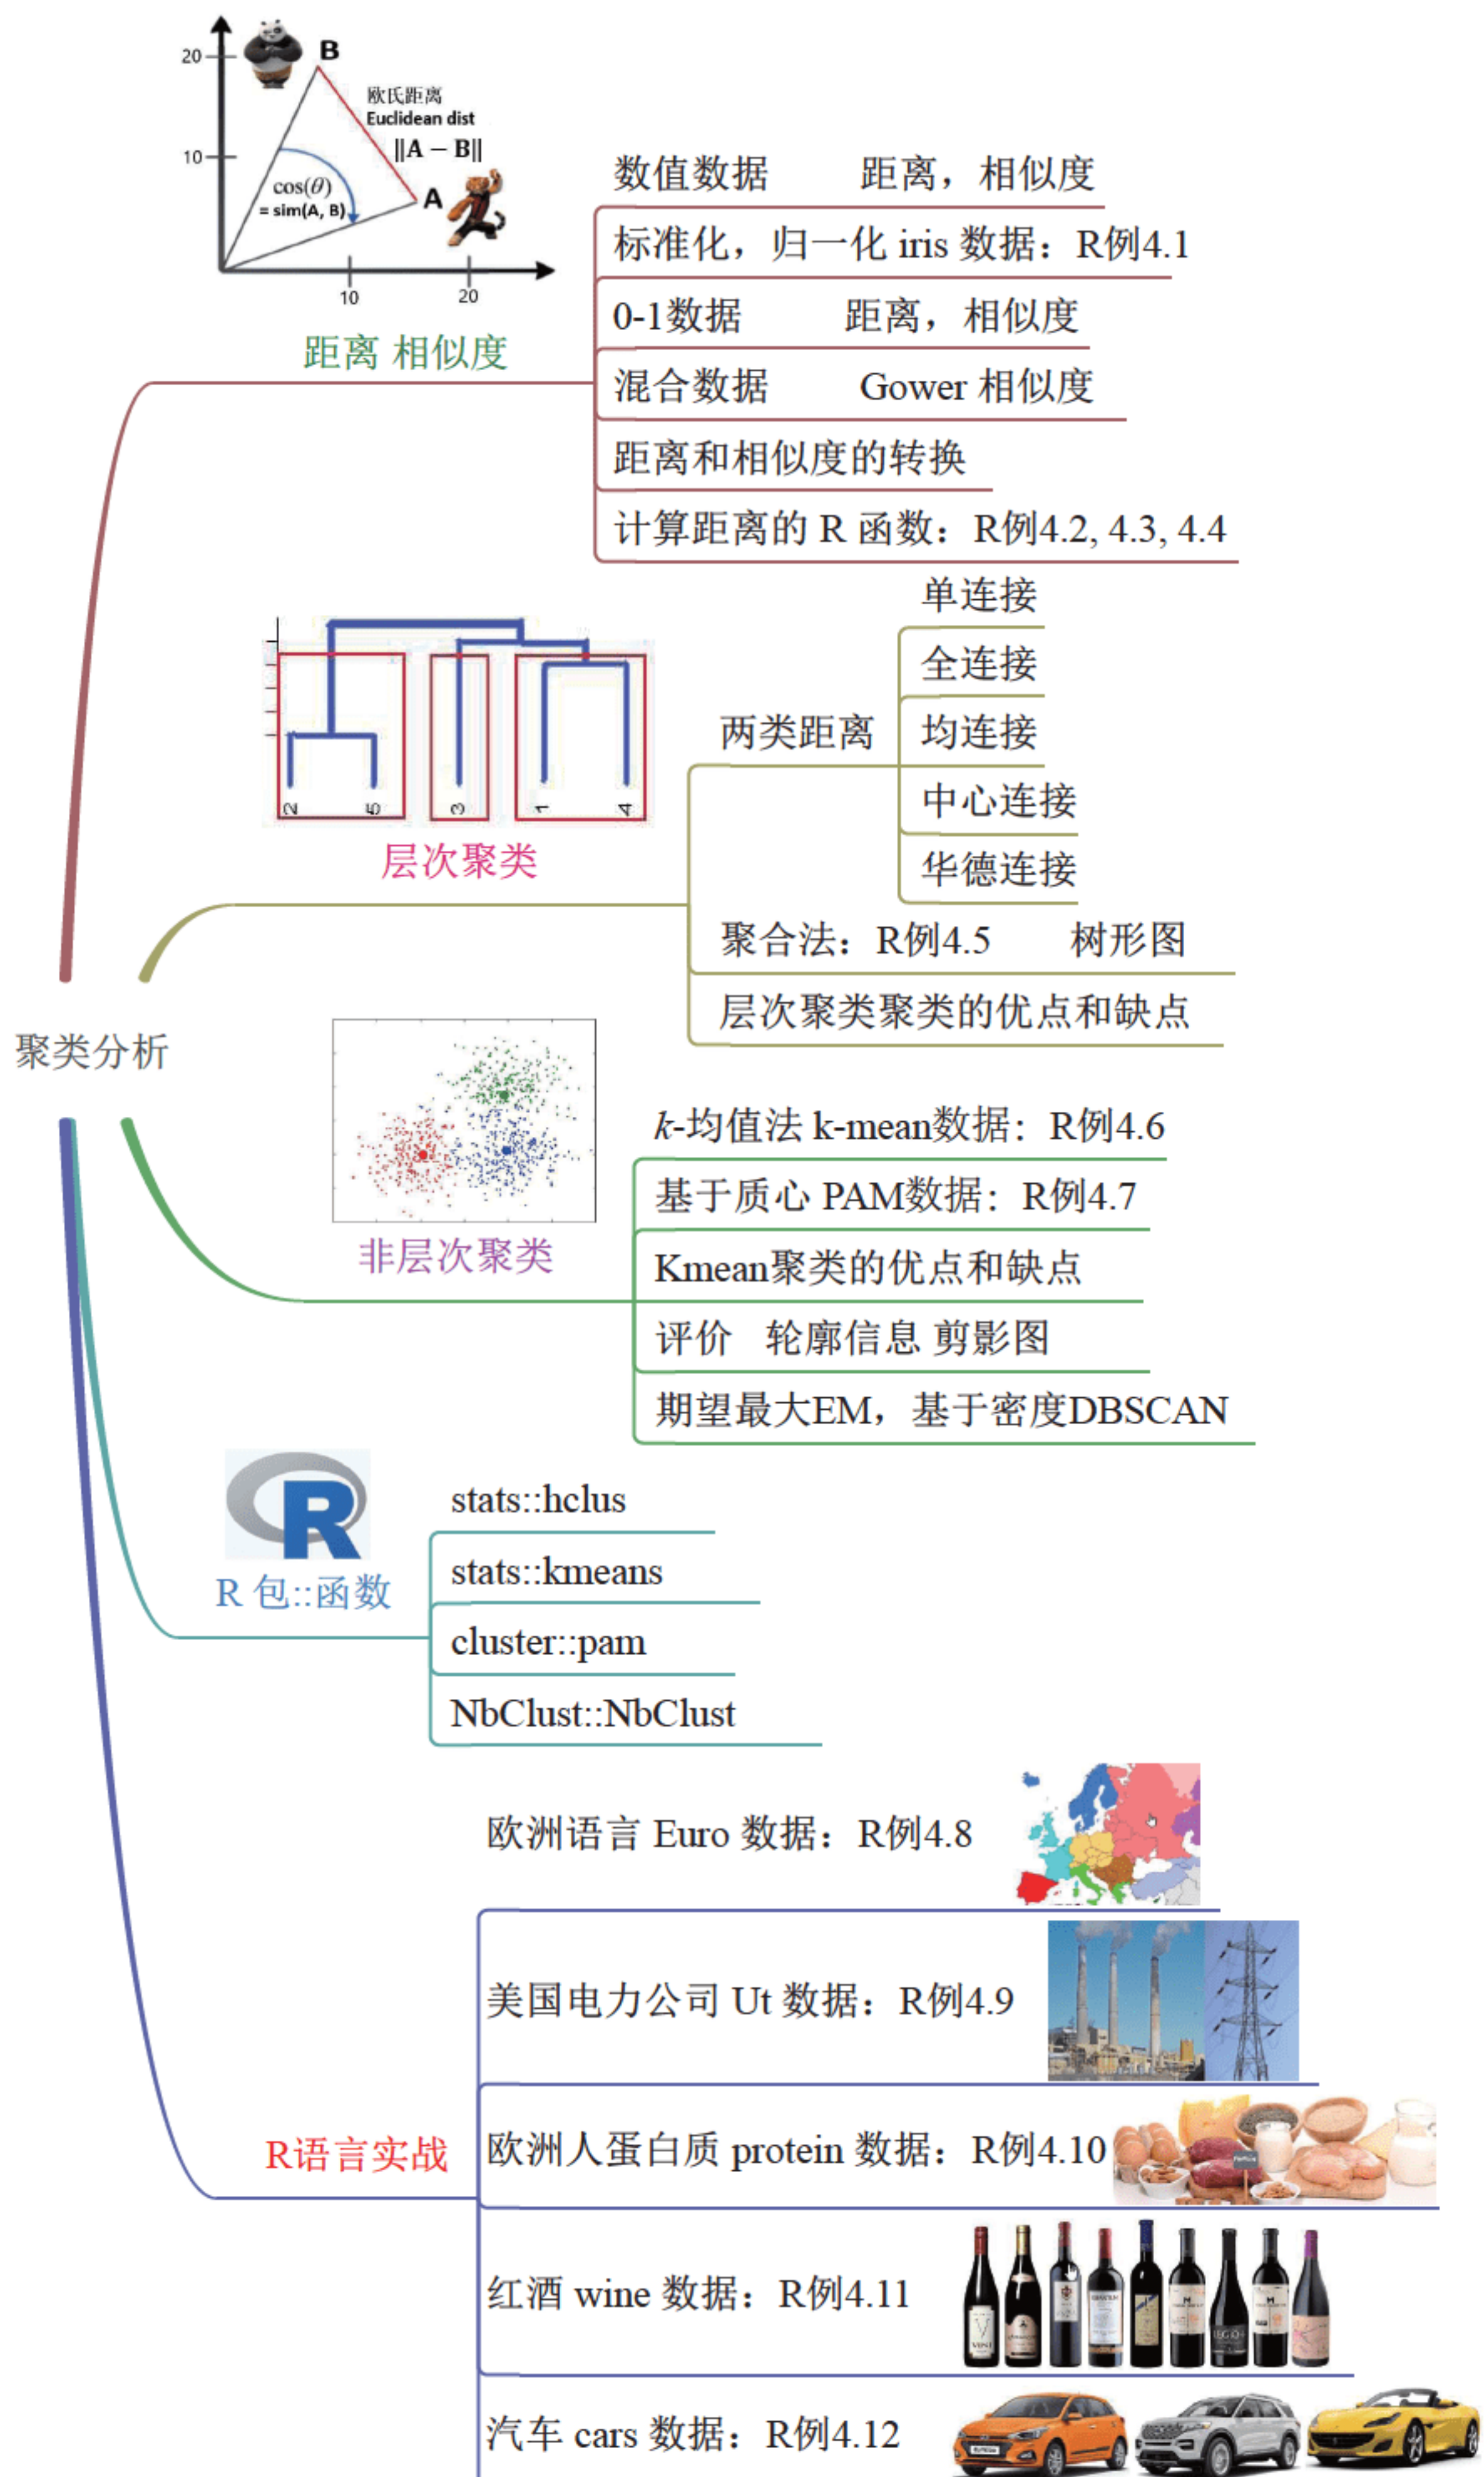 20
B
欧氏距离
Euclidean dist
||A − B||
10
cos(θ)
= sim(A, B)
A
10
20
距离 相似度
数值数据 距离，相似度
标准化，归一化 iris 数据：R例4.1
0-1数据 距离，相似度
混合数据 Gower 相似度
距离和相似度的转换
计算距离的 R 函数：R例4.2, 4.3, 4.4
2
5
3
1
4
层次聚类
两类距离
单连接
全连接
均连接
中心连接
华德连接
聚合法：R例4.5 树形图
层次聚类聚类的优点和缺点
聚类分析
非层次聚类
k-均值法 k-mean数据：R例4.6
基于质心 PAM数据：R例4.7
Kmean聚类的优点和缺点
评价 轮廓信息 剪影图
期望最大EM，基于密度DBSCAN
R
R 包::函数
stats::hclus
stats::kmeans
cluster::pam
NbClust::NbClust
R语言实战
欧洲语言 Euro 数据：R例4.8
美国电力公司 Ut 数据：R例4.9
欧洲人蛋白质 protein 数据：R例4.10
红酒 wine 数据：R例4.11
汽车 cars 数据：R例4.12